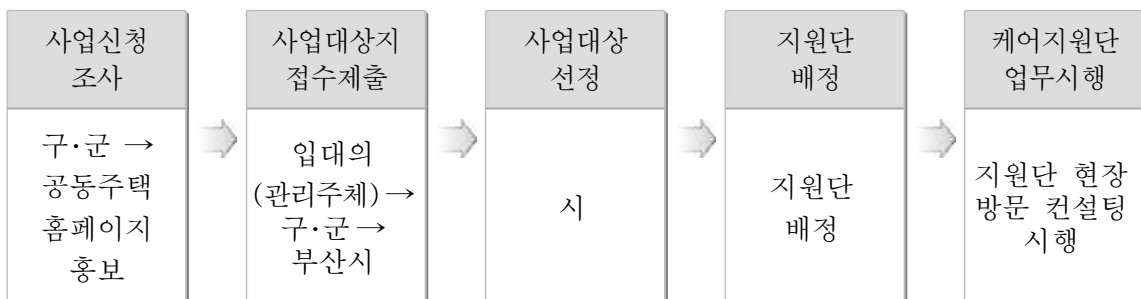 사업신청
조사
구·군 →
공동주택
홈페이지
홍보
사업대상지
접수제출
입대의
(관리주체)→
구·군→
부산시
사업대상
선정
시
지원단
배정
지원단
배정
케어지원단
업무시행
지원단 현장
방문 컨설팅
시행